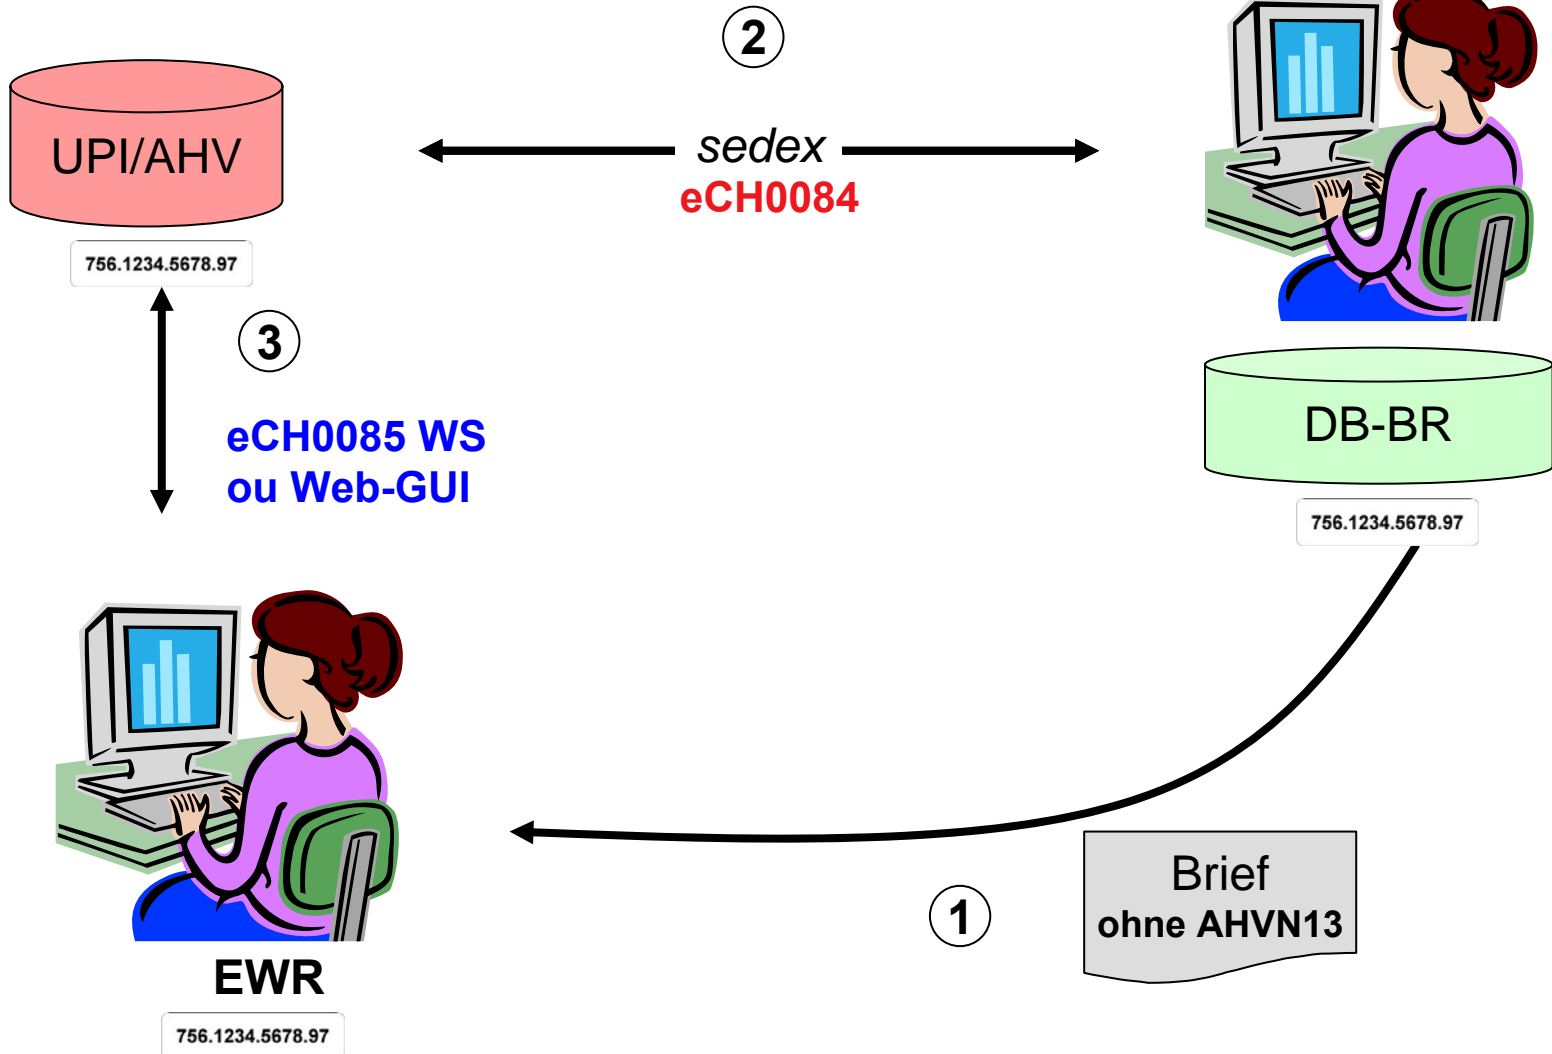 2
UPI/AHV
sedex
eCH0084
756.1234.5678.97
3
eCH0085 WS
ou Web-GUI
DB-BR
756.1234.5678.97
Brief
ohne AHVN13
1
EWR
756.1234.5678.97